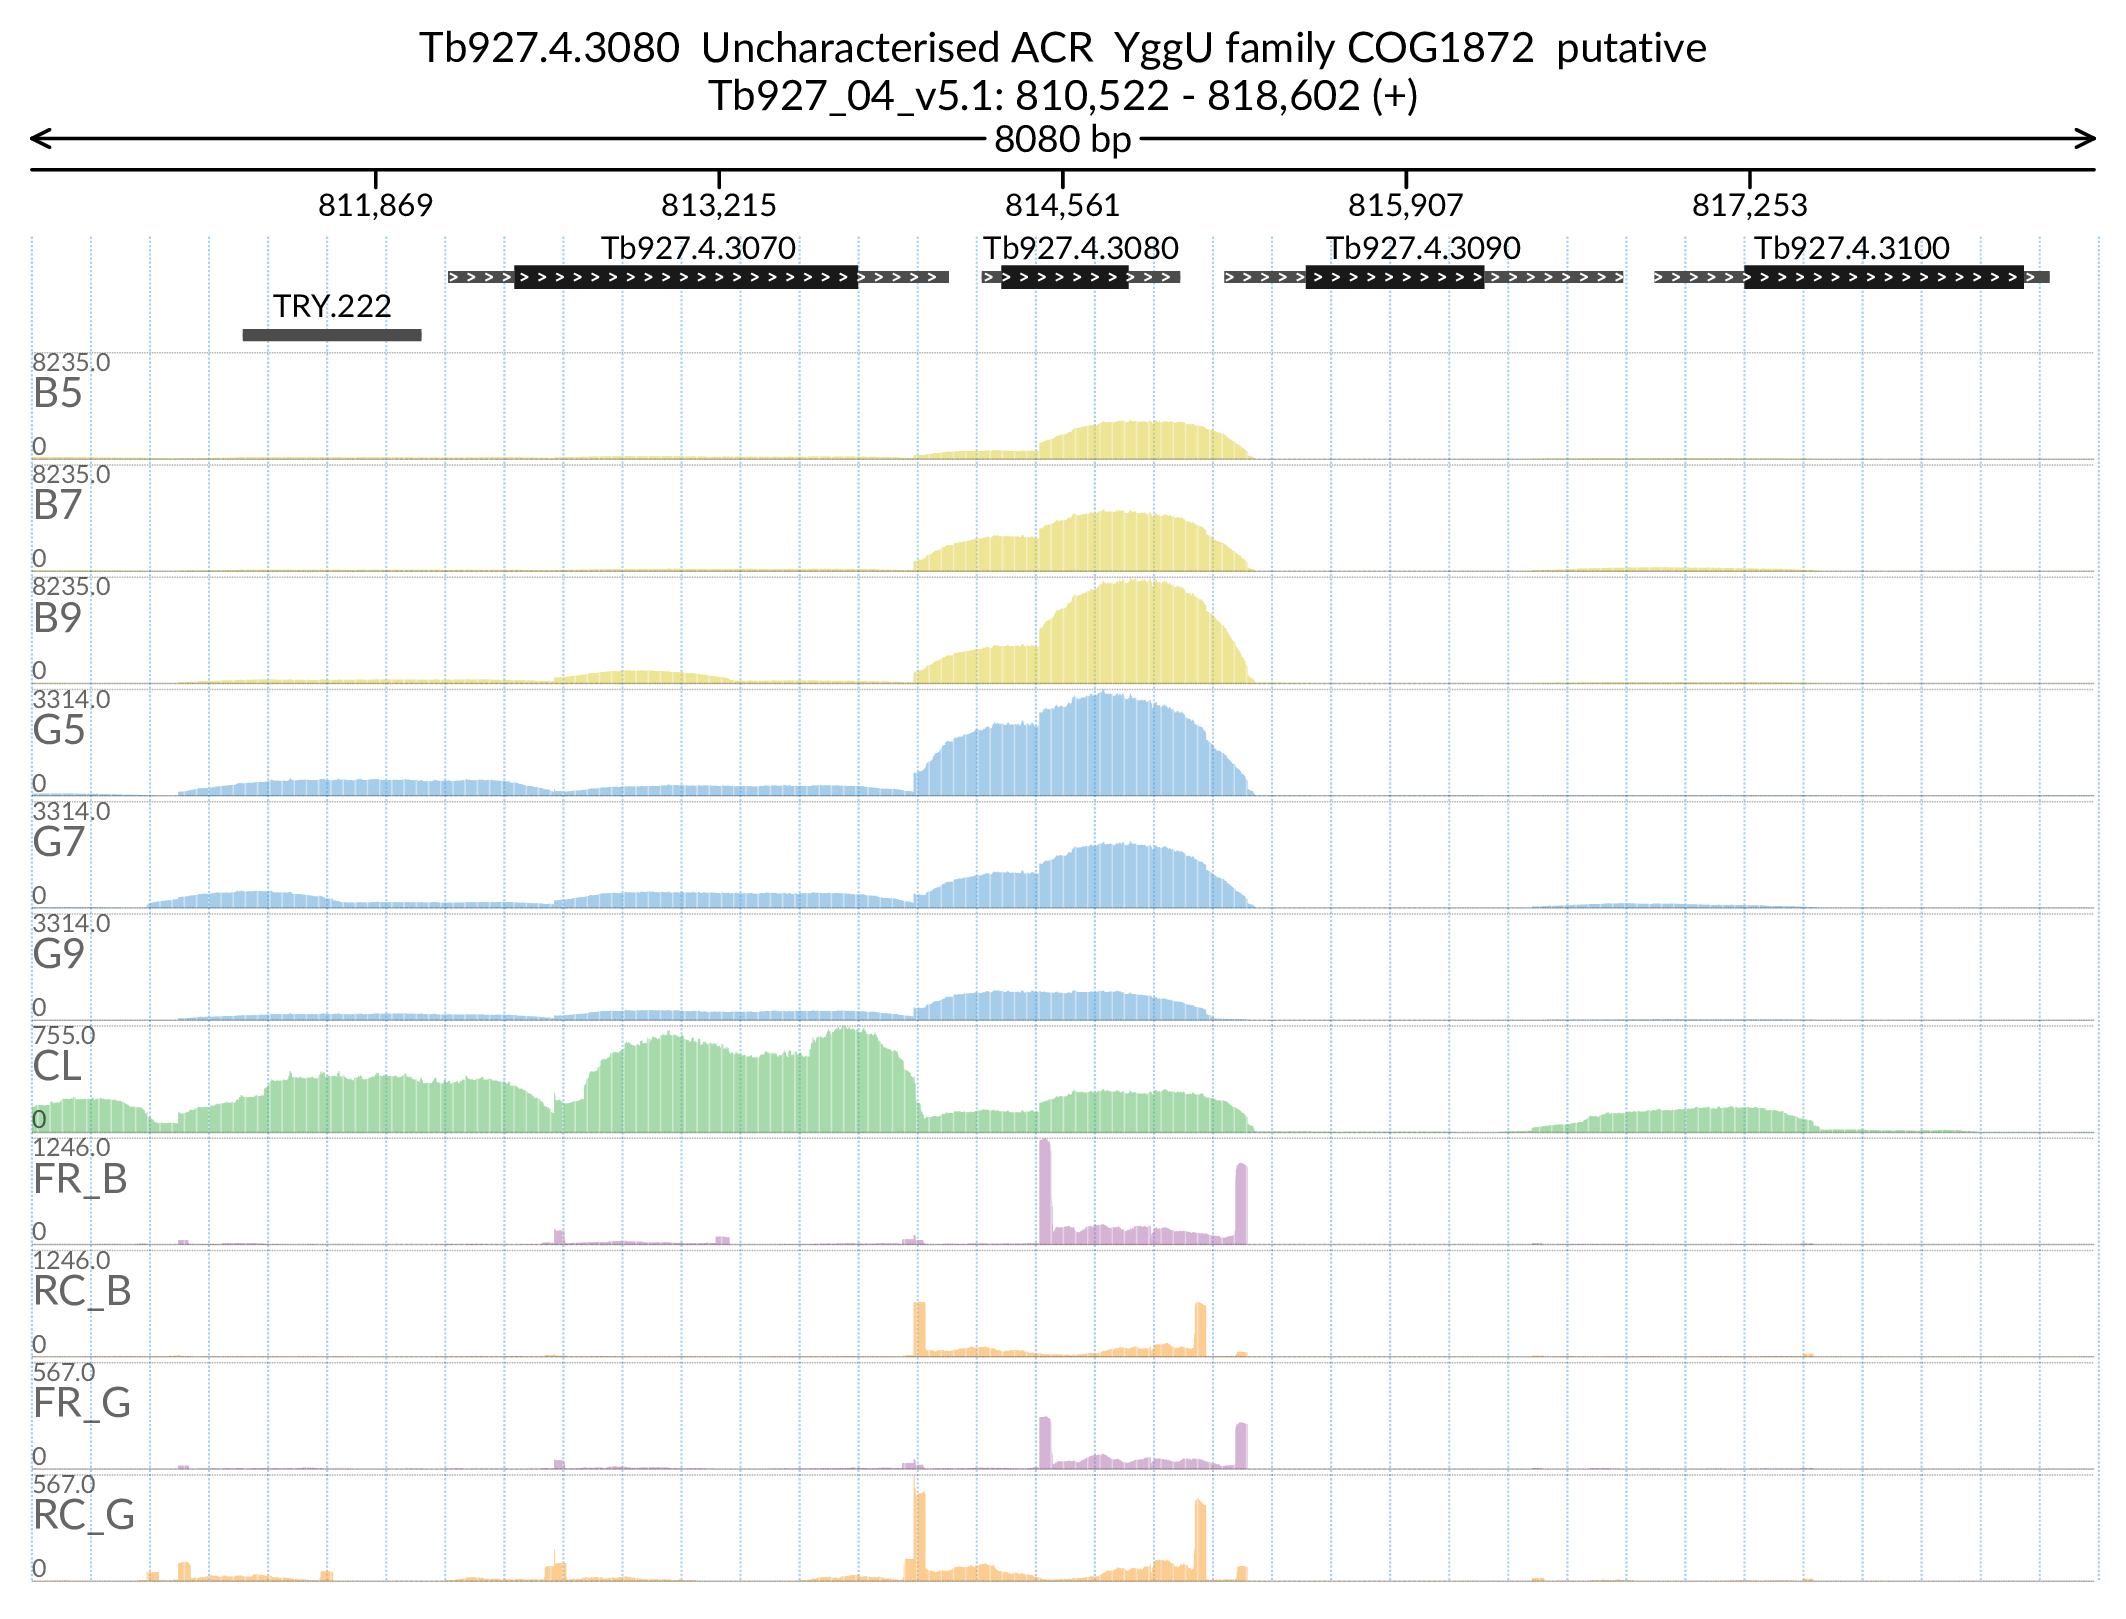 Tb927.4.3080  Uncharacterised ACR  YggU family COG1872  putative
Tb927_04_v5.1: 810,522 - 818,602 (+)
8080 bp
811,869 813,215 814,561 815,907 817,253
Tb927.4.3070 Tb927.4.3080 Tb927.4.3090 Tb927.4.3100
TRY.222
8235.0
B5
0
8235.0
B7
0
8235.0
B9
0
3314.0
G5
0
3314.0
G7
0
3314.0
G9
0
755.0
CL
0
1246.0
FR_B
0
1246.0
RC_B
0
567.0
FR_G
0
567.0
RC_G
0